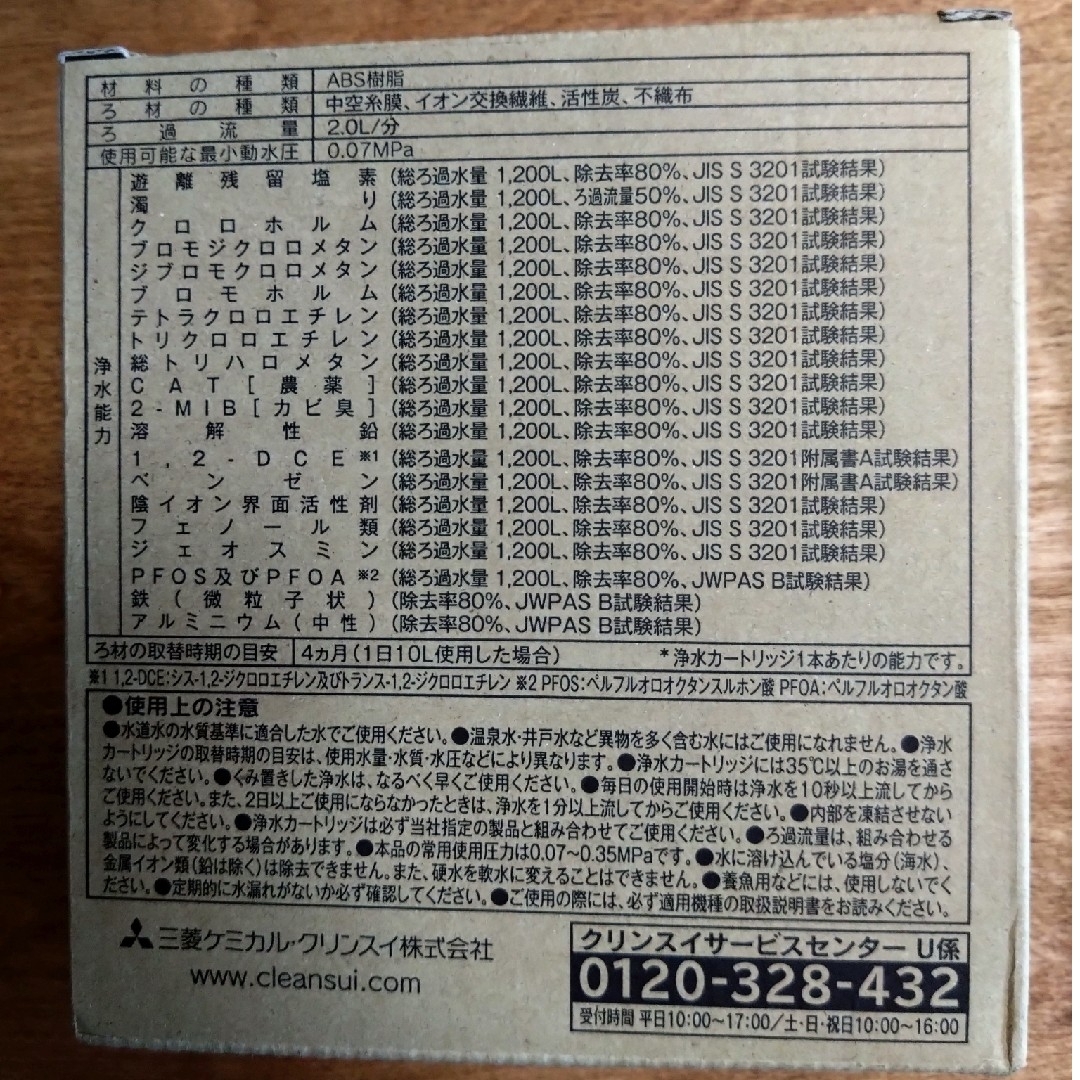 材料の種類 ABS樹脂
ろ材の種類 中空糸膜、イオン交換繊維、活性炭、不織布
ろ過流量 2.0L/分
使用可能な最小動水圧 0.07MPa
浄水能力
遊離残留塩素 (総ろ過水量 1,200L、除去率80%、JIS S 3201試験結果)
濁り (総ろ過水量 1,200L、ろ過流量50%、JIS S 3201試験結果)
クロロホルム (総ろ過水量 1,200L、除去率80%、JIS S 3201試験結果)
ブロモジクロロメタン (総ろ過水量 1,200L、除去率80%、JIS S 3201試験結果)
ジブロモクロロメタン (総ろ過水量 1,200L、除去率80%、JIS S 3201試験結果)
ブロモホルム (総ろ過水量 1,200L、除去率80%、JIS S 3201試験結果)
テトラクロロエチレン (総ろ過水量 1,200L、除去率80%、JIS S 3201試験結果)
トリクロロエチレン (総ろ過水量 1,200L、除去率80%、JIS S 3201試験結果)
総トリハロメタン (総ろ過水量 1,200L、除去率80%、JIS S 3201試験結果)
CAT[農薬] (総ろ過水量 1,200L、除去率80%、JIS S 3201試験結果)
2-MIB[カビ臭] (総ろ過水量 1,200L、除去率80%、JIS S 3201試験結果)
溶解性鉛 (総ろ過水量 1,200L、除去率80%、JIS S 3201試験結果)
1,2-DCE※1 (総ろ過水量 1,200L、除去率80%、JIS S 3201附属書A試験結果)
ベンゼン (総ろ過水量 1,200L、除去率80%、JIS S 3201附属書A試験結果)
陰イオン界面活性剤 (総ろ過水量 1,200L、除去率80%、JIS S 3201試験結果)
フェノール類 (総ろ過水量 1,200L、除去率80%、JIS S 3201試験結果)
ジェオスミン (総ろ過水量 1,200L、除去率80%、JIS S 3201試験結果)
PFOS及びPFOA※2 (総ろ過水量 1,200L、除去率80%、JWPAS B試験結果)
鉄(微粒子状) (除去率80%、JWPAS B試験結果)
アルミニウム(中性) (除去率80%、JWPAS B試験結果)
ろ材の取替時期の目安 4ヵ月(1日10L使用した場合) *浄水カートリッジ1本あたりの能力です。
※1 1,2-DCE:シス-1,2-ジクロロエチレン及びトランス-1,2-ジクロロエチレン ※2 PFOS:ペルフルオロオクタンスルホン酸 PFOA:ペルフルオロオクタン酸
●使用上の注意
●水道水の水質基準に適合した水でご使用ください。●温泉水・井戸水など異物を多く含む水にはご使用になれません。●浄水
カートリッジの取替時期の目安は、使用水量・水質・水圧などにより異なります。●浄水カートリッジには35℃以上のお湯を通さ
ないでください。●くみ置きした浄水は、なるべく早くご使用ください。●毎日の使用開始時は浄水を10秒以上流してから
ご使用ください。また、2日以上ご使用にならなかったときは、浄水を1分以上流してからご使用ください。●内部を凍結させない
ようにしてください。●浄水カートリッジは必ず当社指定の製品と組み合わせてご使用ください。●ろ過流量は、組み合わせる
製品によって変化する場合があります。●本品の常用使用圧力は0.07〜0.35MPaです。●水に溶け込んでいる塩分(海水)、
金属イオン類(鉛は除く)は除去できません。また、硬水を軟水に変えることはできません。●養魚用などには、使用しないでく
ださい。●定期的に水漏れがないか必ず確認してください。●ご使用の際には、必ず適用機種の取扱説明書をお読みください。
三菱ケミカル・クリンスイ株式会社
www.cleansui.com
クリンスイサービスセンター U係
0120-328-432
受付時間 平日10:00〜17:00/土・日・祝日10:00〜16:00